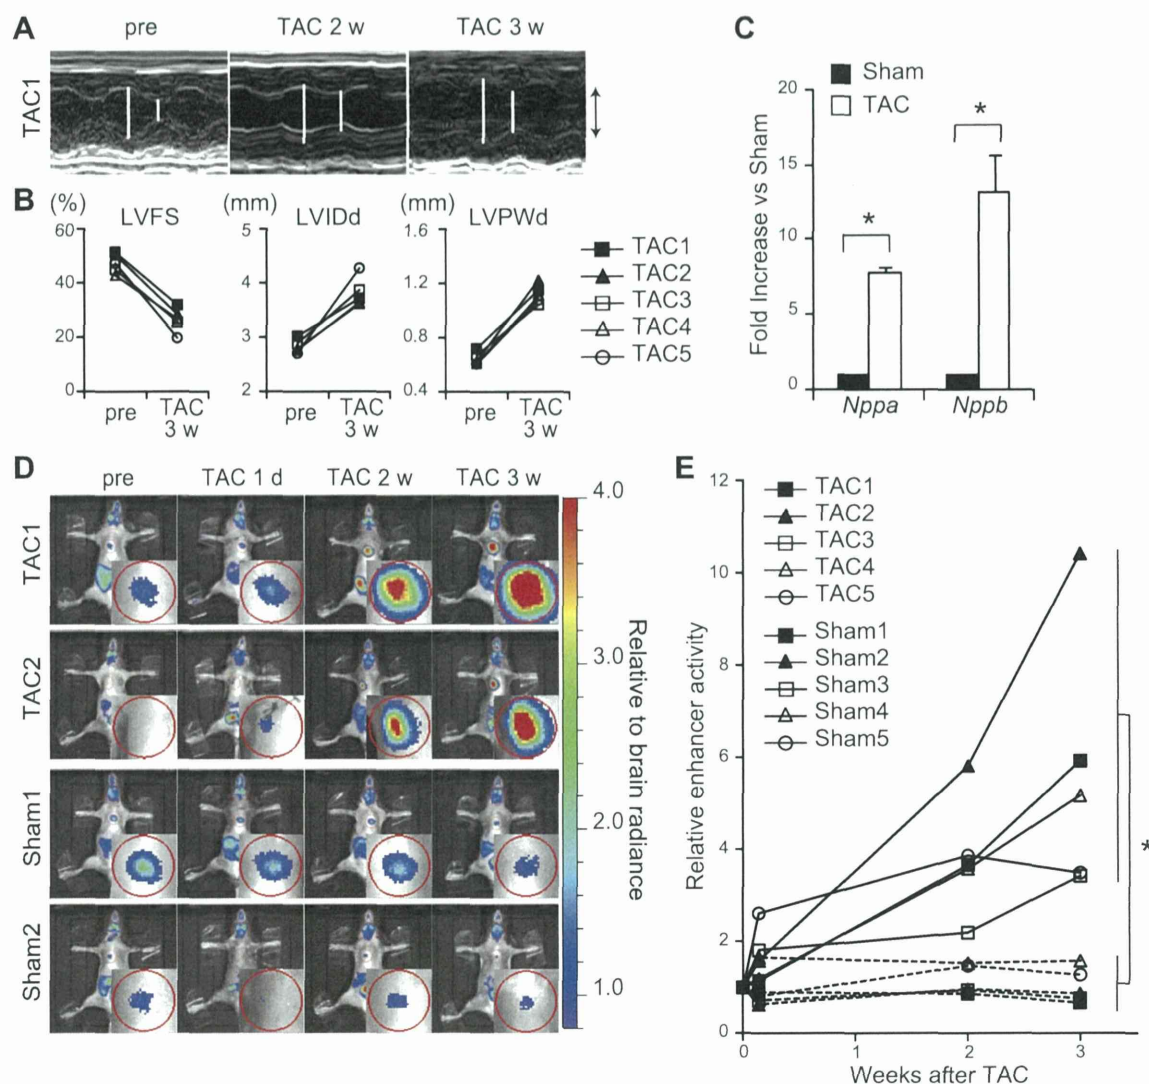 A
pre
TAC 2 w
TAC 3 w
TAC1
B
(%)
LVFS
60
40
20
0
pre
TAC
3 w
(mm)
LVIDd
5
4
3
2
pre
TAC
3 w
(mm)
LVPWd
1.6
1.2
0.8
0.4
pre
TAC
3 w
TAC1
TAC2
TAC3
TAC4
TAC5
C
Sham
TAC
Fold Increase vs Sham
20
15
10
5
0
*
*
Nppa
Nppb
D
pre
TAC 1 d
TAC 2 w
TAC 3 w
TAC1
TAC2
Sham1
Sham2
4.0
3.0
2.0
1.0
Relative to brain radiance
E
TAC1
TAC2
TAC3
TAC4
TAC5
Sham1
Sham2
Sham3
Sham4
Sham5
Relative enhancer activity
12
10
8
6
4
2
0
*
0
1
2
3
Weeks after TAC